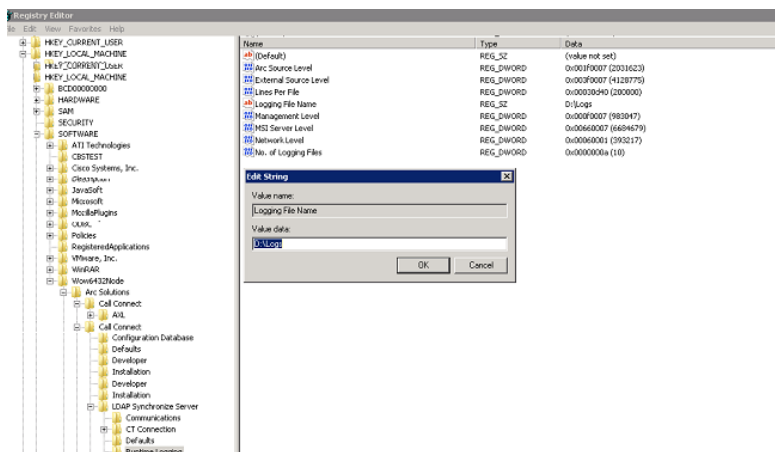 Registry Editor
File Edit View Favorites Help
HKEY_CURRENT_USER
HKEY_LOCAL_MACHINE
HKEY_CURRENT_USER
HKEY_LOCAL_MACHINE
BCD00000000
HARDWARE
SAM
SECURITY
SOFTWARE
ATI Technologies
CBSTEST
Cisco Systems, Inc.
JavaSoft
Microsoft
MozillaPlugins
ODBC
Policies
RegisteredApplications
VMware, Inc.
WinRAR
Wow6432Node
Arc Solutions
Call Connect
AXL
Call Connect
Configuration Database
Defaults
Developer
Installation
Developer
Installation
LDAP Synchronize Server
Communications
CT Connection
Defaults
Runtime Logging
Name Type Data
(Default) REG_SZ (value not set)
Arc Source Level REG_DWORD 0x001f0007 (2031623)
External Source Level REG_DWORD 0x003f0007 (4128775)
Lines Per File REG_DWORD 0x00030d40 (200000)
Logging File Name REG_SZ D:\Logs
Management Level REG_DWORD 0x000f0007 (983047)
MSI Server Level REG_DWORD 0x00660007 (6684679)
Network Level REG_DWORD 0x00060001 (393217)
No. of Logging Files REG_DWORD 0x0000000a (10)
Edit String
Value name:
Logging File Name
Value data:
D:\Logs
OK Cancel